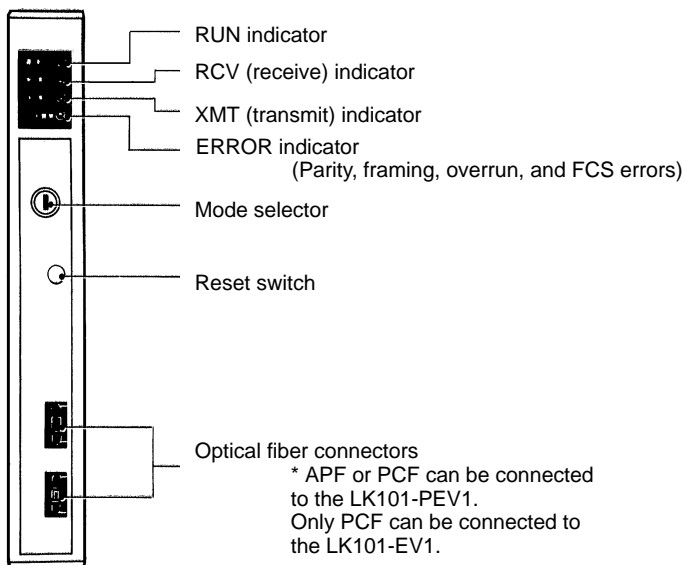 RUN indicator
RCV (receive) indicator
XMT (transmit) indicator
ERROR indicator
(Parity, framing, overrun, and FCS errors)
Mode selector
Reset switch
Optical fiber connectors
* APF or PCF can be connected
to the LK101-PEV1.
Only PCF can be connected to
the LK101-EV1.